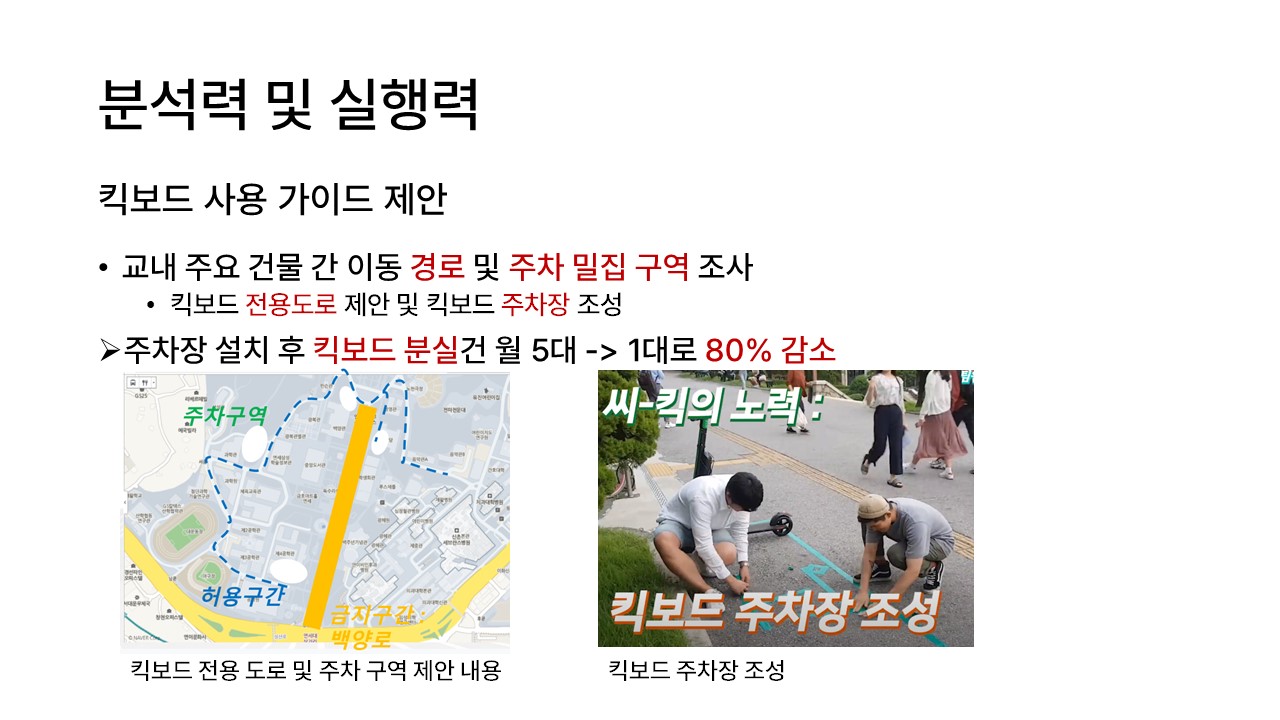 분석력 및 실행력
킥보드 사용 가이드 제안
• 교내 주요 건물 간 이동 경로 및 주차 밀집 구역 조사
• 킥보드 전용도로 제안 및 킥보드 주차장 조성
➢주차장 설치 후 킥보드 분실건 월 5대 -> 1대로 80% 감소
주차구역
허용구간
금지구간 :
백양로
씨-킥의 노력 :
킥보드 주차장 조성
킥보드 전용 도로 및 주차 구역 제안 내용
킥보드 주차장 조성